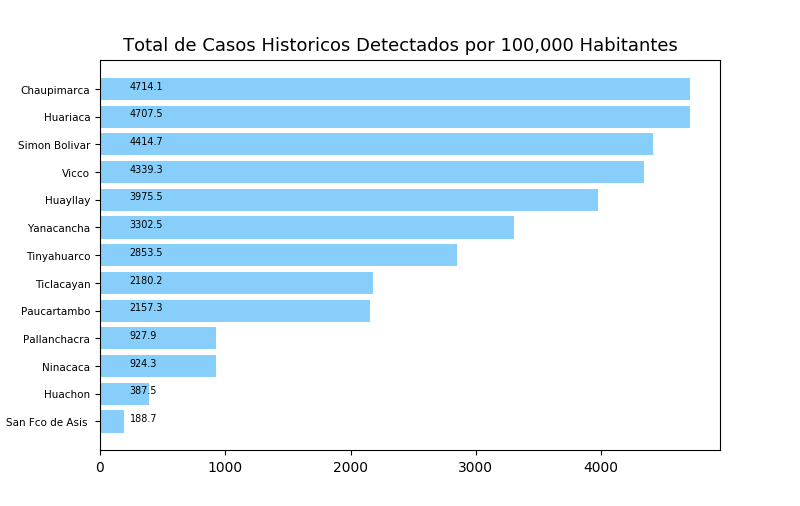 Total de Casos Historicos Detectados por 100,000 Habitantes
Chaupimarca 4714.1
Huariaca 4707.5
Simon Bolivar 4414.7
Vicco 4339.3
Huayllay 3975.5
Yanacancha 3302.5
Tinyahuarco 2853.5
Ticlacayan 2180.2
Paucartambo 2157.3
Pallanchacra 927.9
Ninacaca 924.3
Huachon 387.5
San Fco de Asis 188.7
0 1000 2000 3000 4000